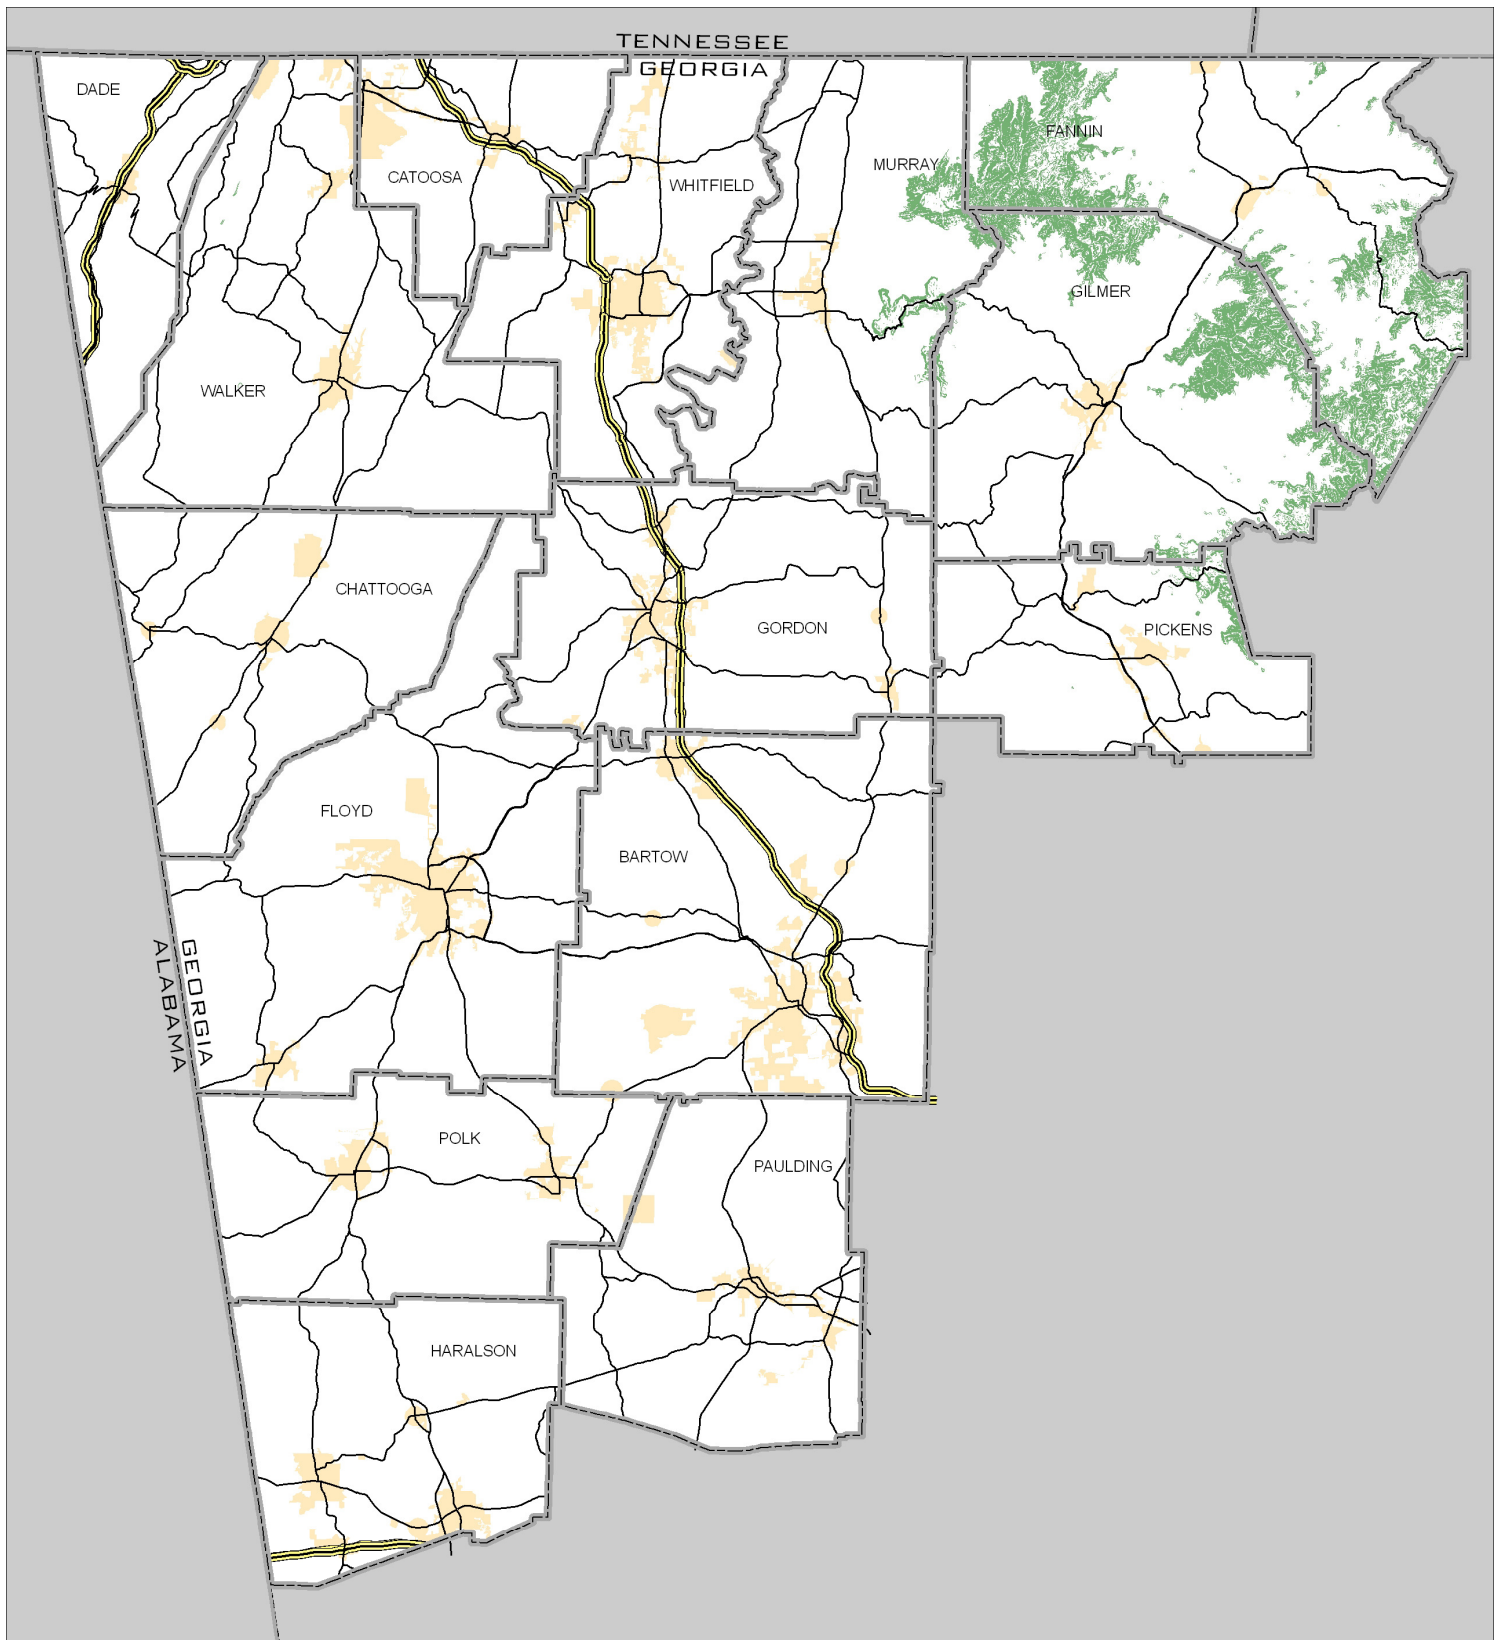 TENNESSEE
GEORGIA
DADE
FANNIN
MURRAY
CATOOSA
WHITFIELD
GILMER
WALKER
CHATTOOGA
GORDON
PICKENS
FLOYD
BARTOW
GEORGIA
ALABAMA
POLK
PAULDING
HARALSON